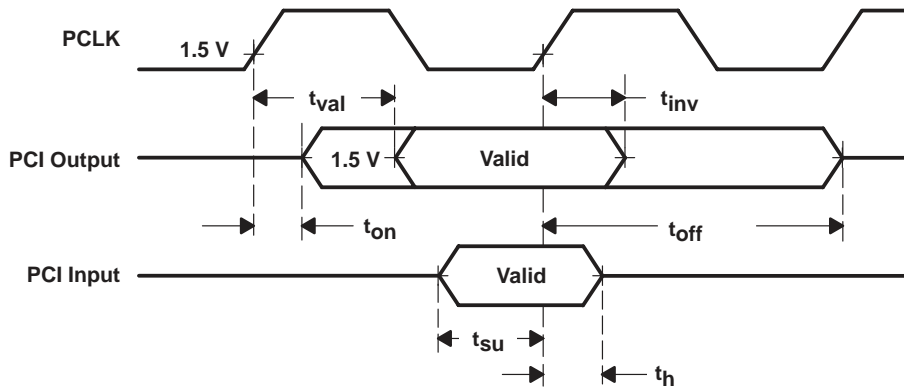 PCLK
1.5 V
tval
tinv
PCI Output
1.5 V
Valid
ton
toff
PCI Input
Valid
tsu
th